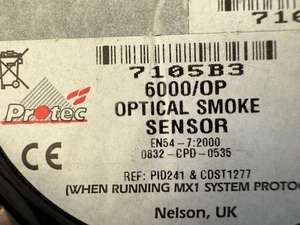 710
7105B3
6000/OP
OPTICAL SMOKE
SENSOR
EN54-7:2000
0832-CPD-0535
Protec
CE
REF: PID241 & CDST1277
(WHEN RUNNING MX1 SYSTEM PROTO
Nelson, UK